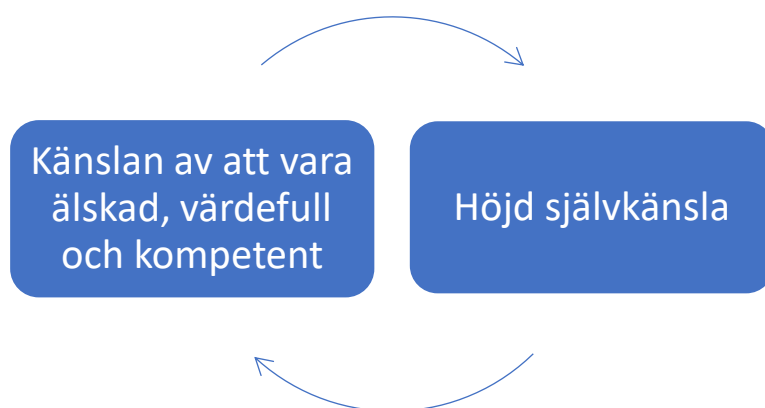 Känslan av att vara
älskad, värdefull
och kompetent
Höjd självkänsla